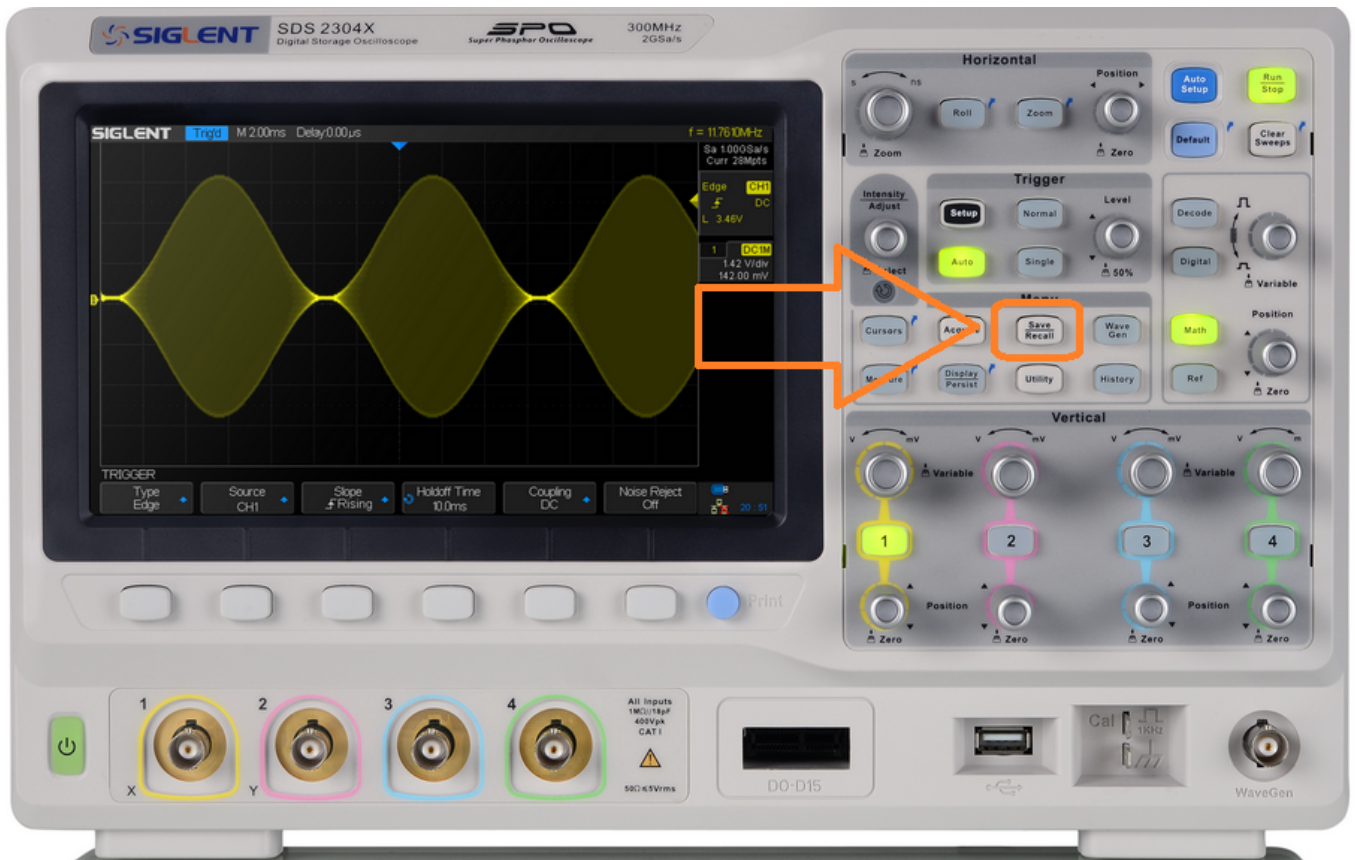 SIGLENT
SDS 2304X
Digital Storage Oscilloscope
SPO
Super Phosphor Oscilloscope
300MHz
2GSa/s
SIGLENT Trig'd M 2.00ms Delay:0.00µs f = 11.7610MHz
Sa 1.00GSa/s
Curr 28Mpts
Edge CH1
DC
L 3.46V
1 DC1M
1.42 V/div
142.00 mV
TRIGGER
Type
Edge
Source
CH1
Slope
Rising
Holdoff Time
10.0ms
Coupling
DC
Noise Reject
Off
20:51
Print
Horizontal
s ns
Position
Roll
Zoom
Zoom
Zero
Auto
Setup
Run
Stop
Default
Clear
Sweeps
Intensity
Adjust
Trigger
Setup
Normal
Level
Auto
Single
50%
Decode
Digital
Variable
Menu
Cursors
Save
Recall
Wave
Gen
Display
Persist
Utility
History
Math
Position
Ref
Zero
Vertical
V mV V mV V mV V m
Variable
Variable
1 2 3 4
Position
Position
Zero Zero Zero Zero
1 2 3 4
X Y
All Inputs
1MΩ//18pF
400Vpk
CAT I
50Ω≤5Vrms
D0-D15
Cal
1KHz
WaveGen